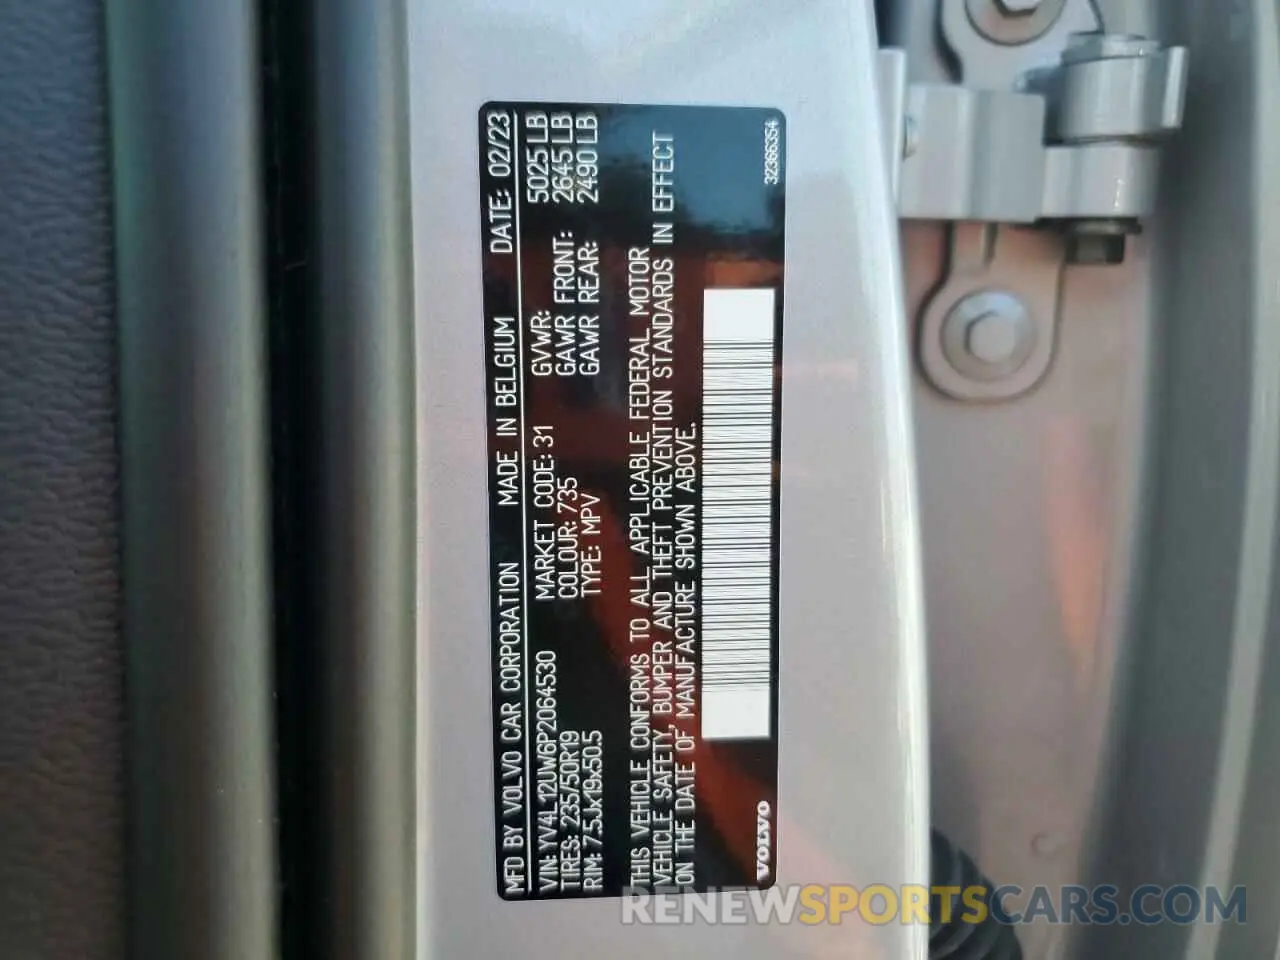 MFD BY VOLVO CAR CORPORATION MADE IN BELGIUM DATE: 02/23
VIN: YV4L12UW6P2064530 MARKET CODE: 31 GVWR: 5025 LB
TIRES: 235/50R19 COLOUR: 735 GAWR FRONT: 2645 LB
RIM: 7.5Jx19x50.5 TYPE: MPV GAWR REAR: 2490 LB
THIS VEHICLE CONFORMS TO ALL APPLICABLE FEDERAL MOTOR
VEHICLE SAFETY, BUMPER AND THEFT PREVENTION STANDARDS IN EFFECT
ON THE DATE OF MANUFACTURE SHOWN ABOVE.
VOLVO 32366354
RENEWSPORTSCARS.COM